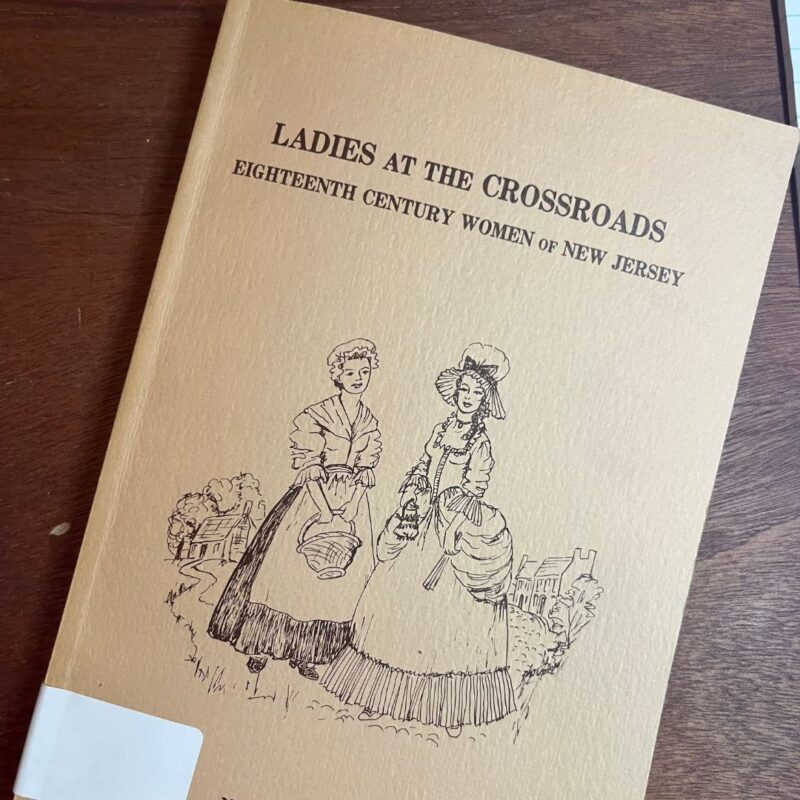 LADIES AT THE CROSSROADS
EIGHTEENTH CENTURY WOMEN OF NEW JERSEY